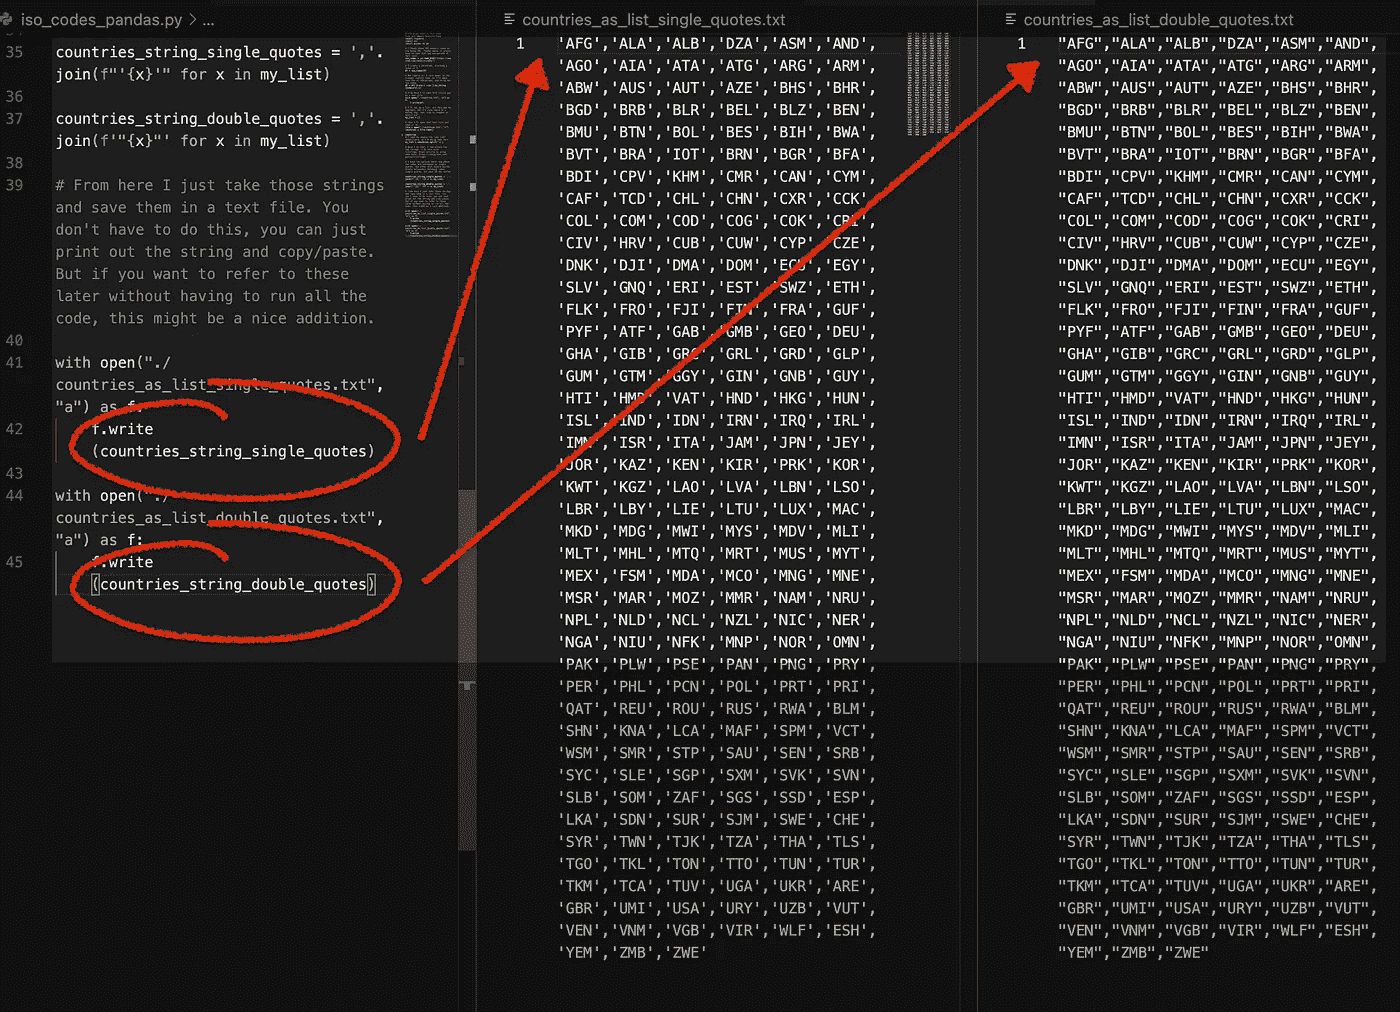 iso_codes_pandas.py > ...
35 countries_string_single_quotes = ','.
join(f"'{x}'" for x in my_list)
36
37 countries_string_double_quotes = ','.
join(f'"{x}"' for x in my_list)
38
39 # From here I just take those strings
and save them in a text file. You
don't have to do this, you can just
print out the string and copy/paste.
But if you want to refer to these
later without having to run all the
code, this might be a nice addition.
40
41 with open("./
countries_as_list_single_quotes.txt",
"a") as f:
42 f.write
(countries_string_single_quotes)
43
44 with open("./
countries_as_list_double_quotes.txt",
"a") as f:
45 f.write
(countries_string_double_quotes)
countries_as_list_single_quotes.txt
1 'AFG','ALA','ALB','DZA','ASM','AND',
'AGO','AIA','ATA','ATG','ARG','ARM',
'ABW','AUS','AUT','AZE','BHS','BHR',
'BGD','BRB','BLR','BEL','BLZ','BEN',
'BMU','BTN','BOL','BES','BIH','BWA',
'BVT','BRA','IOT','BRN','BGR','BFA',
'BDI','CPV','KHM','CMR','CAN','CYM',
'CAF','TCD','CHL','CHN','CXR','CCK',
'COL','COM','COD','COG','COK','CRI',
'CIV','HRV','CUB','CUW','CYP','CZE',
'DNK','DJI','DMA','DOM','ECU','EGY',
'SLV','GNQ','ERI','EST','SWZ','ETH',
'FLK','FRO','FJI','FIN','FRA','GUF',
'PYF','ATF','GAB','GMB','GEO','DEU',
'GHA','GIB','GRC','GRL','GRD','GLP',
'GUM','GTM','GGY','GIN','GNB','GUY',
'HTI','HMD','VAT','HND','HKG','HUN',
'ISL','IND','IDN','IRN','IRQ','IRL',
'IMN','ISR','ITA','JAM','JPN','JEY',
'JOR','KAZ','KEN','KIR','PRK','KOR',
'KWT','KGZ','LAO','LVA','LBN','LSO',
'LBR','LBY','LIE','LTU','LUX','MAC',
'MKD','MDG','MWI','MYS','MDV','MLI',
'MLT','MHL','MTQ','MRT','MUS','MYT',
'MEX','FSM','MDA','MCO','MNG','MNE',
'MSR','MAR','MOZ','MMR','NAM','NRU',
'NPL','NLD','NCL','NZL','NIC','NER',
'NGA','NIU','NFK','MNP','NOR','OMN',
'PAK','PLW','PSE','PAN','PNG','PRY',
'PER','PHL','PCN','POL','PRT','PRI',
'QAT','REU','ROU','RUS','RWA','BLM',
'SHN','KNA','LCA','MAF','SPM','VCT',
'WSM','SMR','STP','SAU','SEN','SRB',
'SYC','SLE','SGP','SXM','SVK','SVN',
'SLB','SOM','ZAF','SGS','SSD','ESP',
'LKA','SDN','SUR','SJM','SWE','CHE',
'SYR','TWN','TJK','TZA','THA','TLS',
'TGO','TKL','TON','TTO','TUN','TUR',
'TKM','TCA','TUV','UGA','UKR','ARE',
'GBR','UMI','USA','URY','UZB','VUT',
'VEN','VNM','VGB','VIR','WLF','ESH',
'YEM','ZMB','ZWE'
countries_as_list_double_quotes.txt
1 "AFG","ALA","ALB","DZA","ASM","AND",
"AGO","AIA","ATA","ATG","ARG","ARM",
"ABW","AUS","AUT","AZE","BHS","BHR",
"BGD","BRB","BLR","BEL","BLZ","BEN",
"BMU","BTN","BOL","BES","BIH","BWA",
"BVT","BRA","IOT","BRN","BGR","BFA",
"BDI","CPV","KHM","CMR","CAN","CYM",
"CAF","TCD","CHL","CHN","CXR","CCK",
"COL","COM","COD","COG","COK","CRI",
"CIV","HRV","CUB","CUW","CYP","CZE",
"DNK","DJI","DMA","DOM","ECU","EGY",
"SLV","GNQ","ERI","EST","SWZ","ETH",
"FLK","FRO","FJI","FIN","FRA","GUF",
"PYF","ATF","GAB","GMB","GEO","DEU",
"GHA","GIB","GRC","GRL","GRD","GLP",
"GUM","GTM","GGY","GIN","GNB","GUY",
"HTI","HMD","VAT","HND","HKG","HUN",
"ISL","IND","IDN","IRN","IRQ","IRL",
"IMN","ISR","ITA","JAM","JPN","JEY",
"JOR","KAZ","KEN","KIR","PRK","KOR",
"KWT","KGZ","LAO","LVA","LBN","LSO",
"LBR","LBY","LIE","LTU","LUX","MAC",
"MKD","MDG","MWI","MYS","MDV","MLI",
"MLT","MHL","MTQ","MRT","MUS","MYT",
"MEX","FSM","MDA","MCO","MNG","MNE",
"MSR","MAR","MOZ","MMR","NAM","NRU",
"NPL","NLD","NCL","NZL","NIC","NER",
"NGA","NIU","NFK","MNP","NOR","OMN",
"PAK","PLW","PSE","PAN","PNG","PRY",
"PER","PHL","PCN","POL","PRT","PRI",
"QAT","REU","ROU","RUS","RWA","BLM",
"SHN","KNA","LCA","MAF","SPM","VCT",
"WSM","SMR","STP","SAU","SEN","SRB",
"SYC","SLE","SGP","SXM","SVK","SVN",
"SLB","SOM","ZAF","SGS","SSD","ESP",
"LKA","SDN","SUR","SJM","SWE","CHE",
"SYR","TWN","TJK","TZA","THA","TLS",
"TGO","TKL","TON","TTO","TUN","TUR",
"TKM","TCA","TUV","UGA","UKR","ARE",
"GBR","UMI","USA","URY","UZB","VUT",
"VEN","VNM","VGB","VIR","WLF","ESH",
"YEM","ZMB","ZWE"